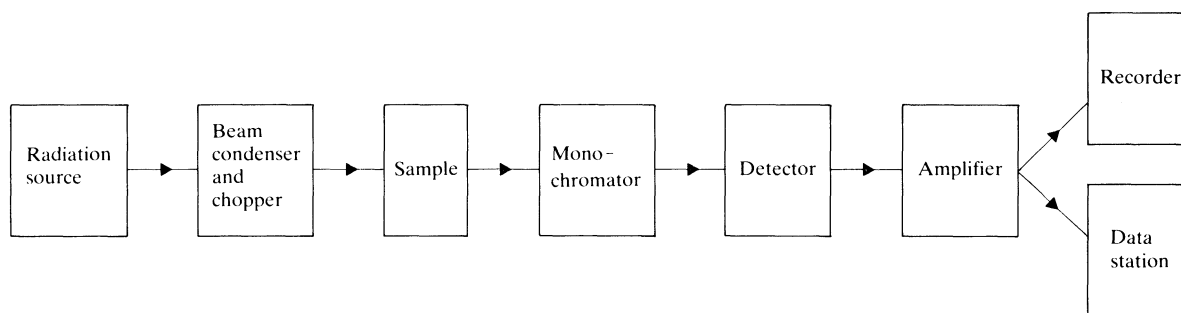 Radiation
source
Beam
condenser
and
chopper
Sample
Mono-
chromator
Detector
Amplifier
Recorder
Data
station